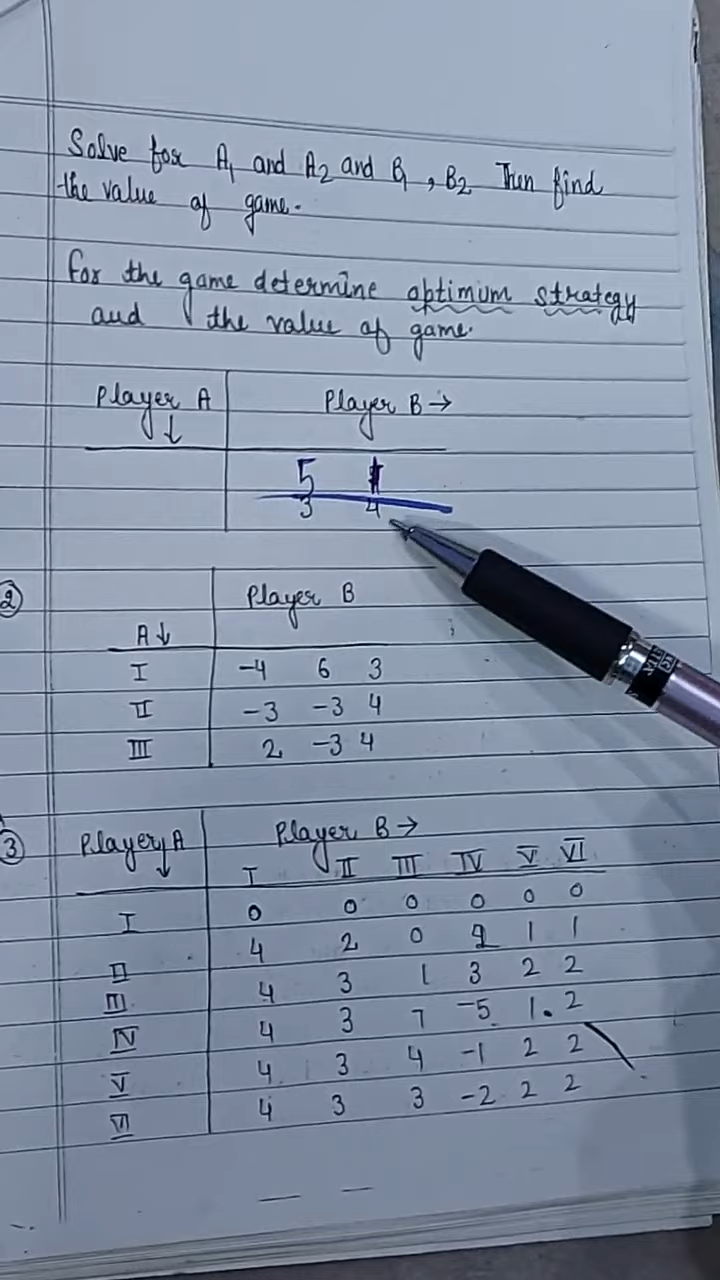 Solve for A₁ and A₂ and B₁, B₂ Then find
the value of game.
For the game determine optimum strategy
and the value of game.
Player A ↓ Player B →
5 1
3 4
② Player B
A ↓
I -4 6 3
II -3 -3 4
III 2 -3 4
③ Player A ↓ Player B →
I II III IV V VI
I 0 0 0 0 0 0
II 4 2 0 2 1 1
III 4 3 1 3 2 2
IV 4 3 7 -5 1 2
V 4 3 4 -1 2 2
VI 4 3 3 -2 2 2